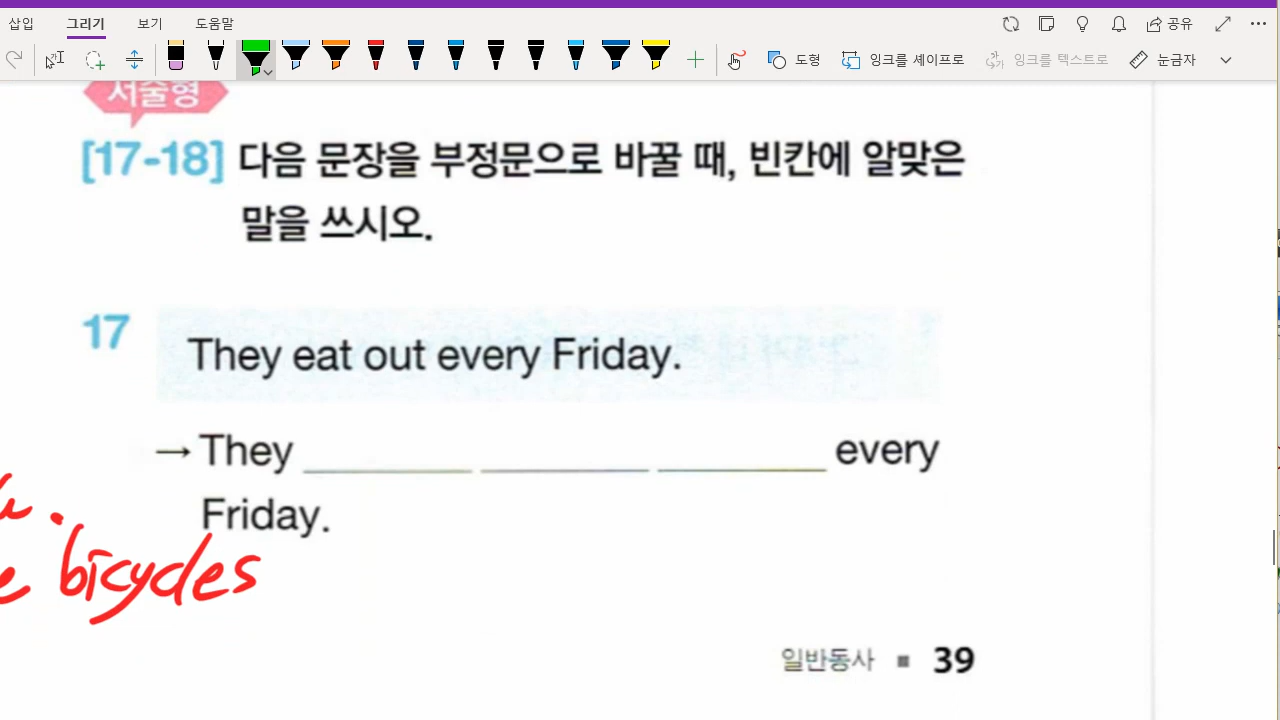 삽입 그리기 보기 도움말 공유
도형 잉크를 셰이프로 잉크를 텍스트로 눈금자
서술형
[17-18] 다음 문장을 부정문으로 바꿀 때, 빈칸에 알맞은
말을 쓰시오.
17 They eat out every Friday.
→ They ________ ________ ________ every
Friday.
bicycles
일반동사 ■ 39